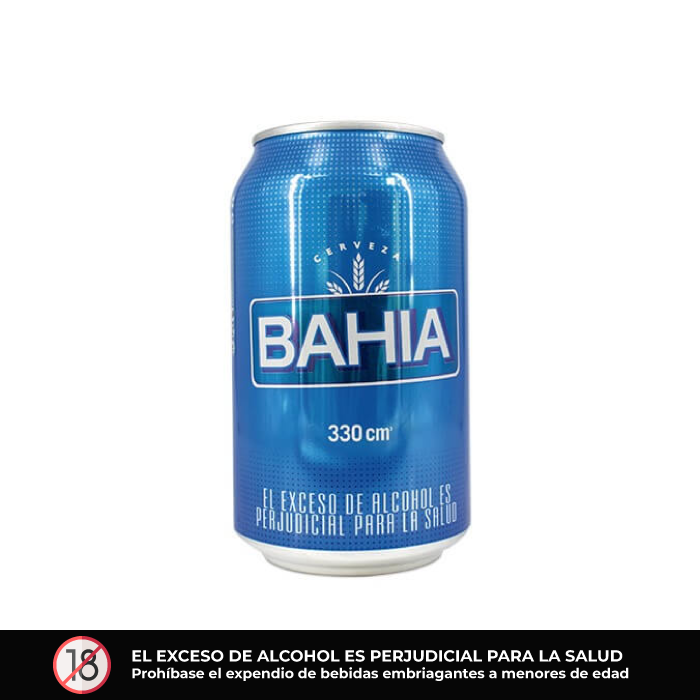 CERVEZA
BAHIA
330 cm³
EL EXCESO DE ALCOHOL ES
PERJUDICIAL PARA LA SALUD
18
EL EXCESO DE ALCOHOL ES PERJUDICIAL PARA LA SALUD
Prohíbase el expendio de bebidas embriagantes a menores de edad